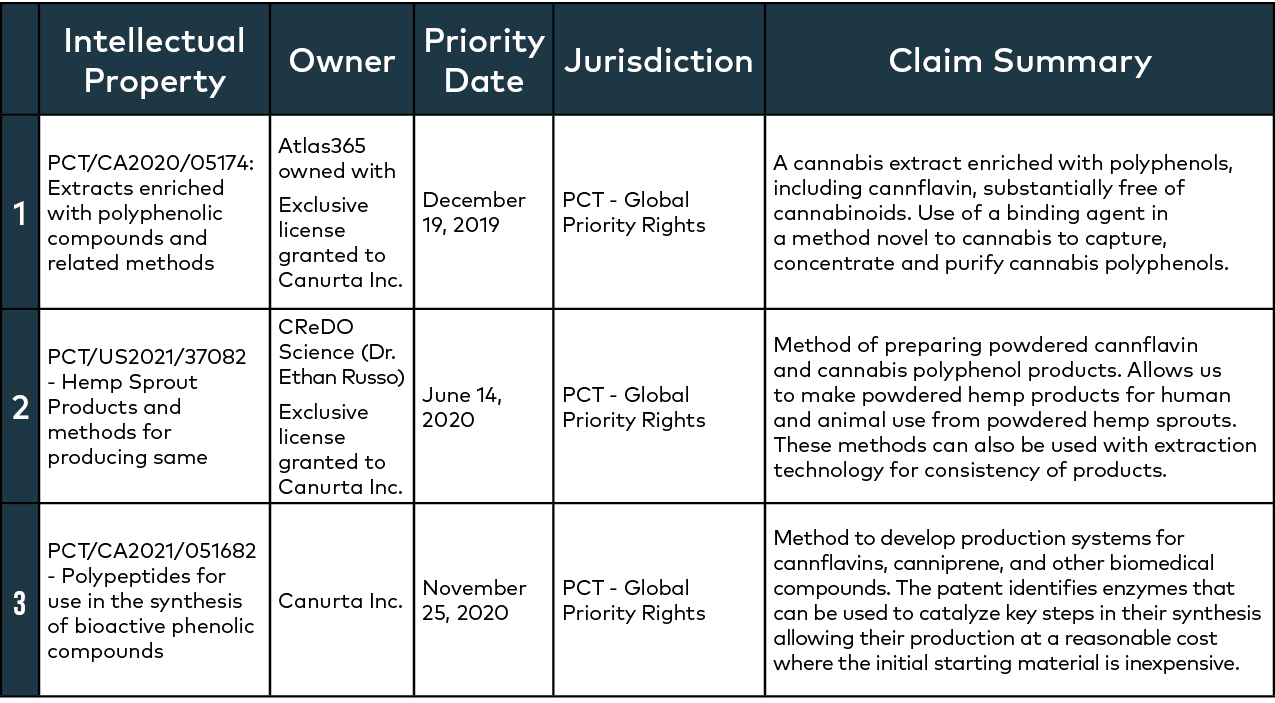 Intellectual
Property
Owner
Priority
Date
Jurisdiction
Claim Summary
1
PCT/CA2020/05174:
Extracts enriched
with polyphenolic
compounds and
related methods
Atlas365
owned with
Exclusive
license
granted to
Canurta Inc.
December
19, 2019
PCT - Global
Priority Rights
A cannabis extract enriched with polyphenols,
including cannflavin, substantially free of
cannabinoids. Use of a binding agent in
a method novel to cannabis to capture,
concentrate and purify cannabis polyphenols.
2
PCT/US2021/37082
- Hemp Sprout
Products and
methods for
producing same
CReDO
Science (Dr.
Ethan Russo)
Exclusive
license
granted to
Canurta Inc.
June 14,
2020
PCT - Global
Priority Rights
Method of preparing powdered cannflavin
and cannabis polyphenol products. Allows us
to make powdered hemp products for human
and animal use from powdered hemp sprouts.
These methods can also be used with extraction
technology for consistency of products.
3
PCT/CA2021/051682
- Polypeptides for
use in the synthesis
of bioactive phenolic
compounds
Canurta Inc.
November
25, 2020
PCT - Global
Priority Rights
Method to develop production systems for
cannflavins, canniprene, and other biomedical
compounds. The patent identifies enzymes that
can be used to catalyze key steps in their synthesis
allowing their production at a reasonable cost
where the initial starting material is inexpensive.